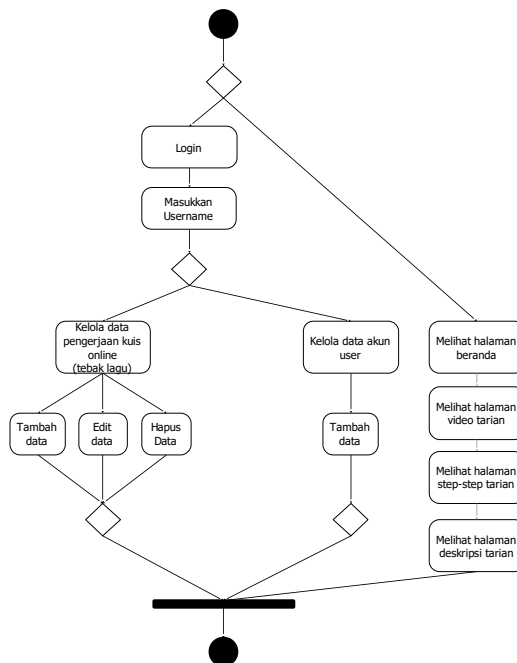 Login
Masukkan
Username
Kelola data
pengerjaan kuis
online
(tebak lagu)
Kelola data akun
user
Melihat halaman
beranda
Tambah
data
Edit
data
Hapus
Data
Tambah
data
Melihat halaman
video tarian
Melihat halaman
step-step tarian
Melihat halaman
deskripsi tarian